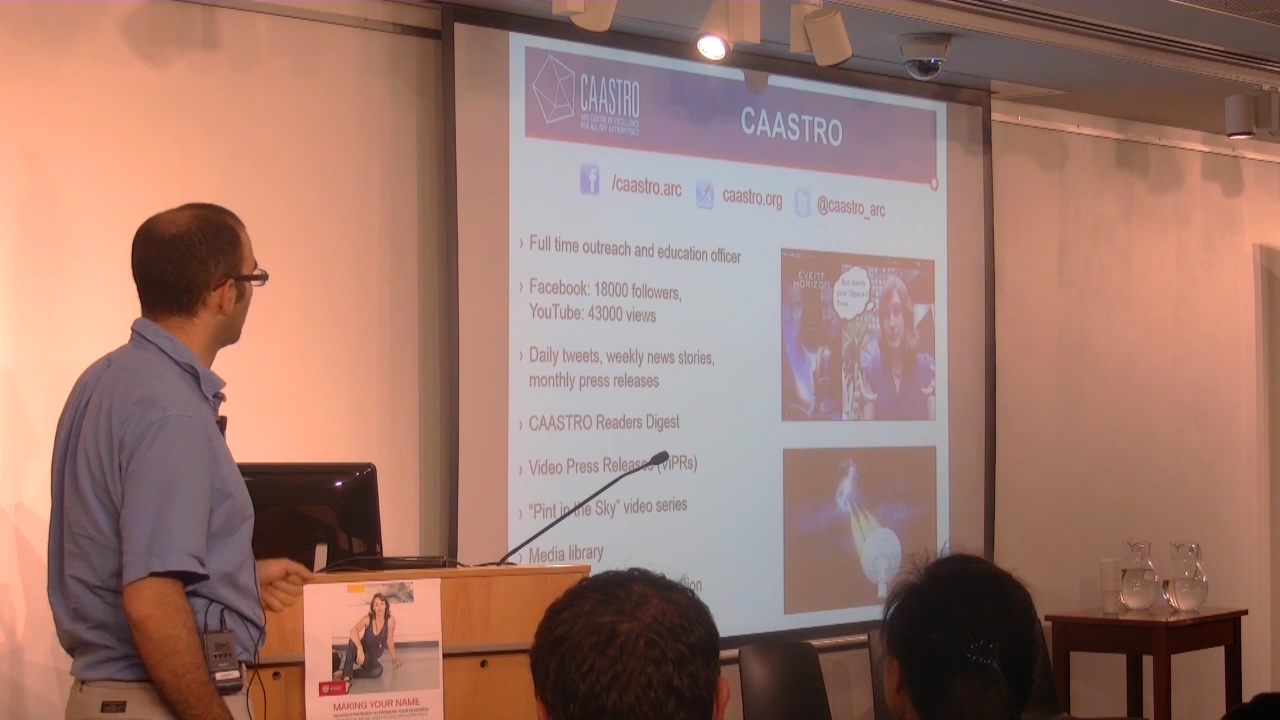 CAASTRO
ARC CENTRE OF EXCELLENCE
FOR ALL-SKY ASTROPHYSICS
CAASTRO
/caastro.arc
caastro.org
@caastro_arc
› Full time outreach and education officer
› Facebook: 18000 followers,
YouTube: 43000 views
› Daily tweets, weekly news stories,
monthly press releases
› CAASTRO Readers Digest
› Video Press Releases (VIPRs)
› “Pint in the Sky” video series
› Media library
EVENT
HORIZON
MAKING YOUR NAME